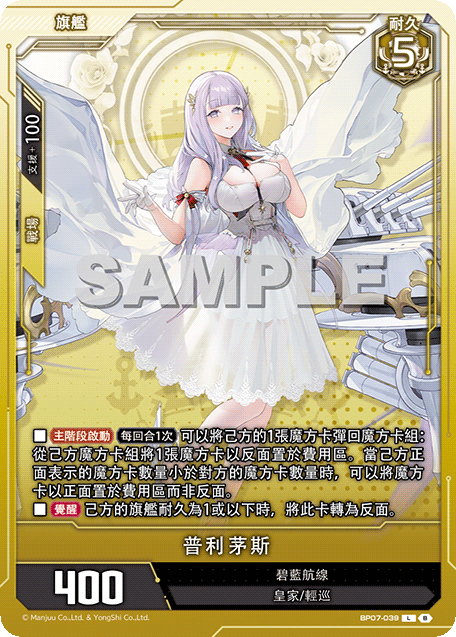 旗艦
耐久
5
支援+100
戰場
SAMPLE
■ 主階段啟動 每回合1次 可以將己方的1張魔方卡彈回魔方卡組:
從己方魔方卡組將1張魔方卡以反面置於費用區。當己方正
面表示的魔方卡數量小於對方的魔方卡數量時，可以將魔方
卡以正面置於費用區而非反面。
■ 覺醒 己方的旗艦耐久為1或以下時，將此卡轉為反面。
普利茅斯
400
碧藍航線
皇家/輕巡
© Manjuu Co.,Ltd. & YongShi Co.,Ltd.
BP07-039 L B